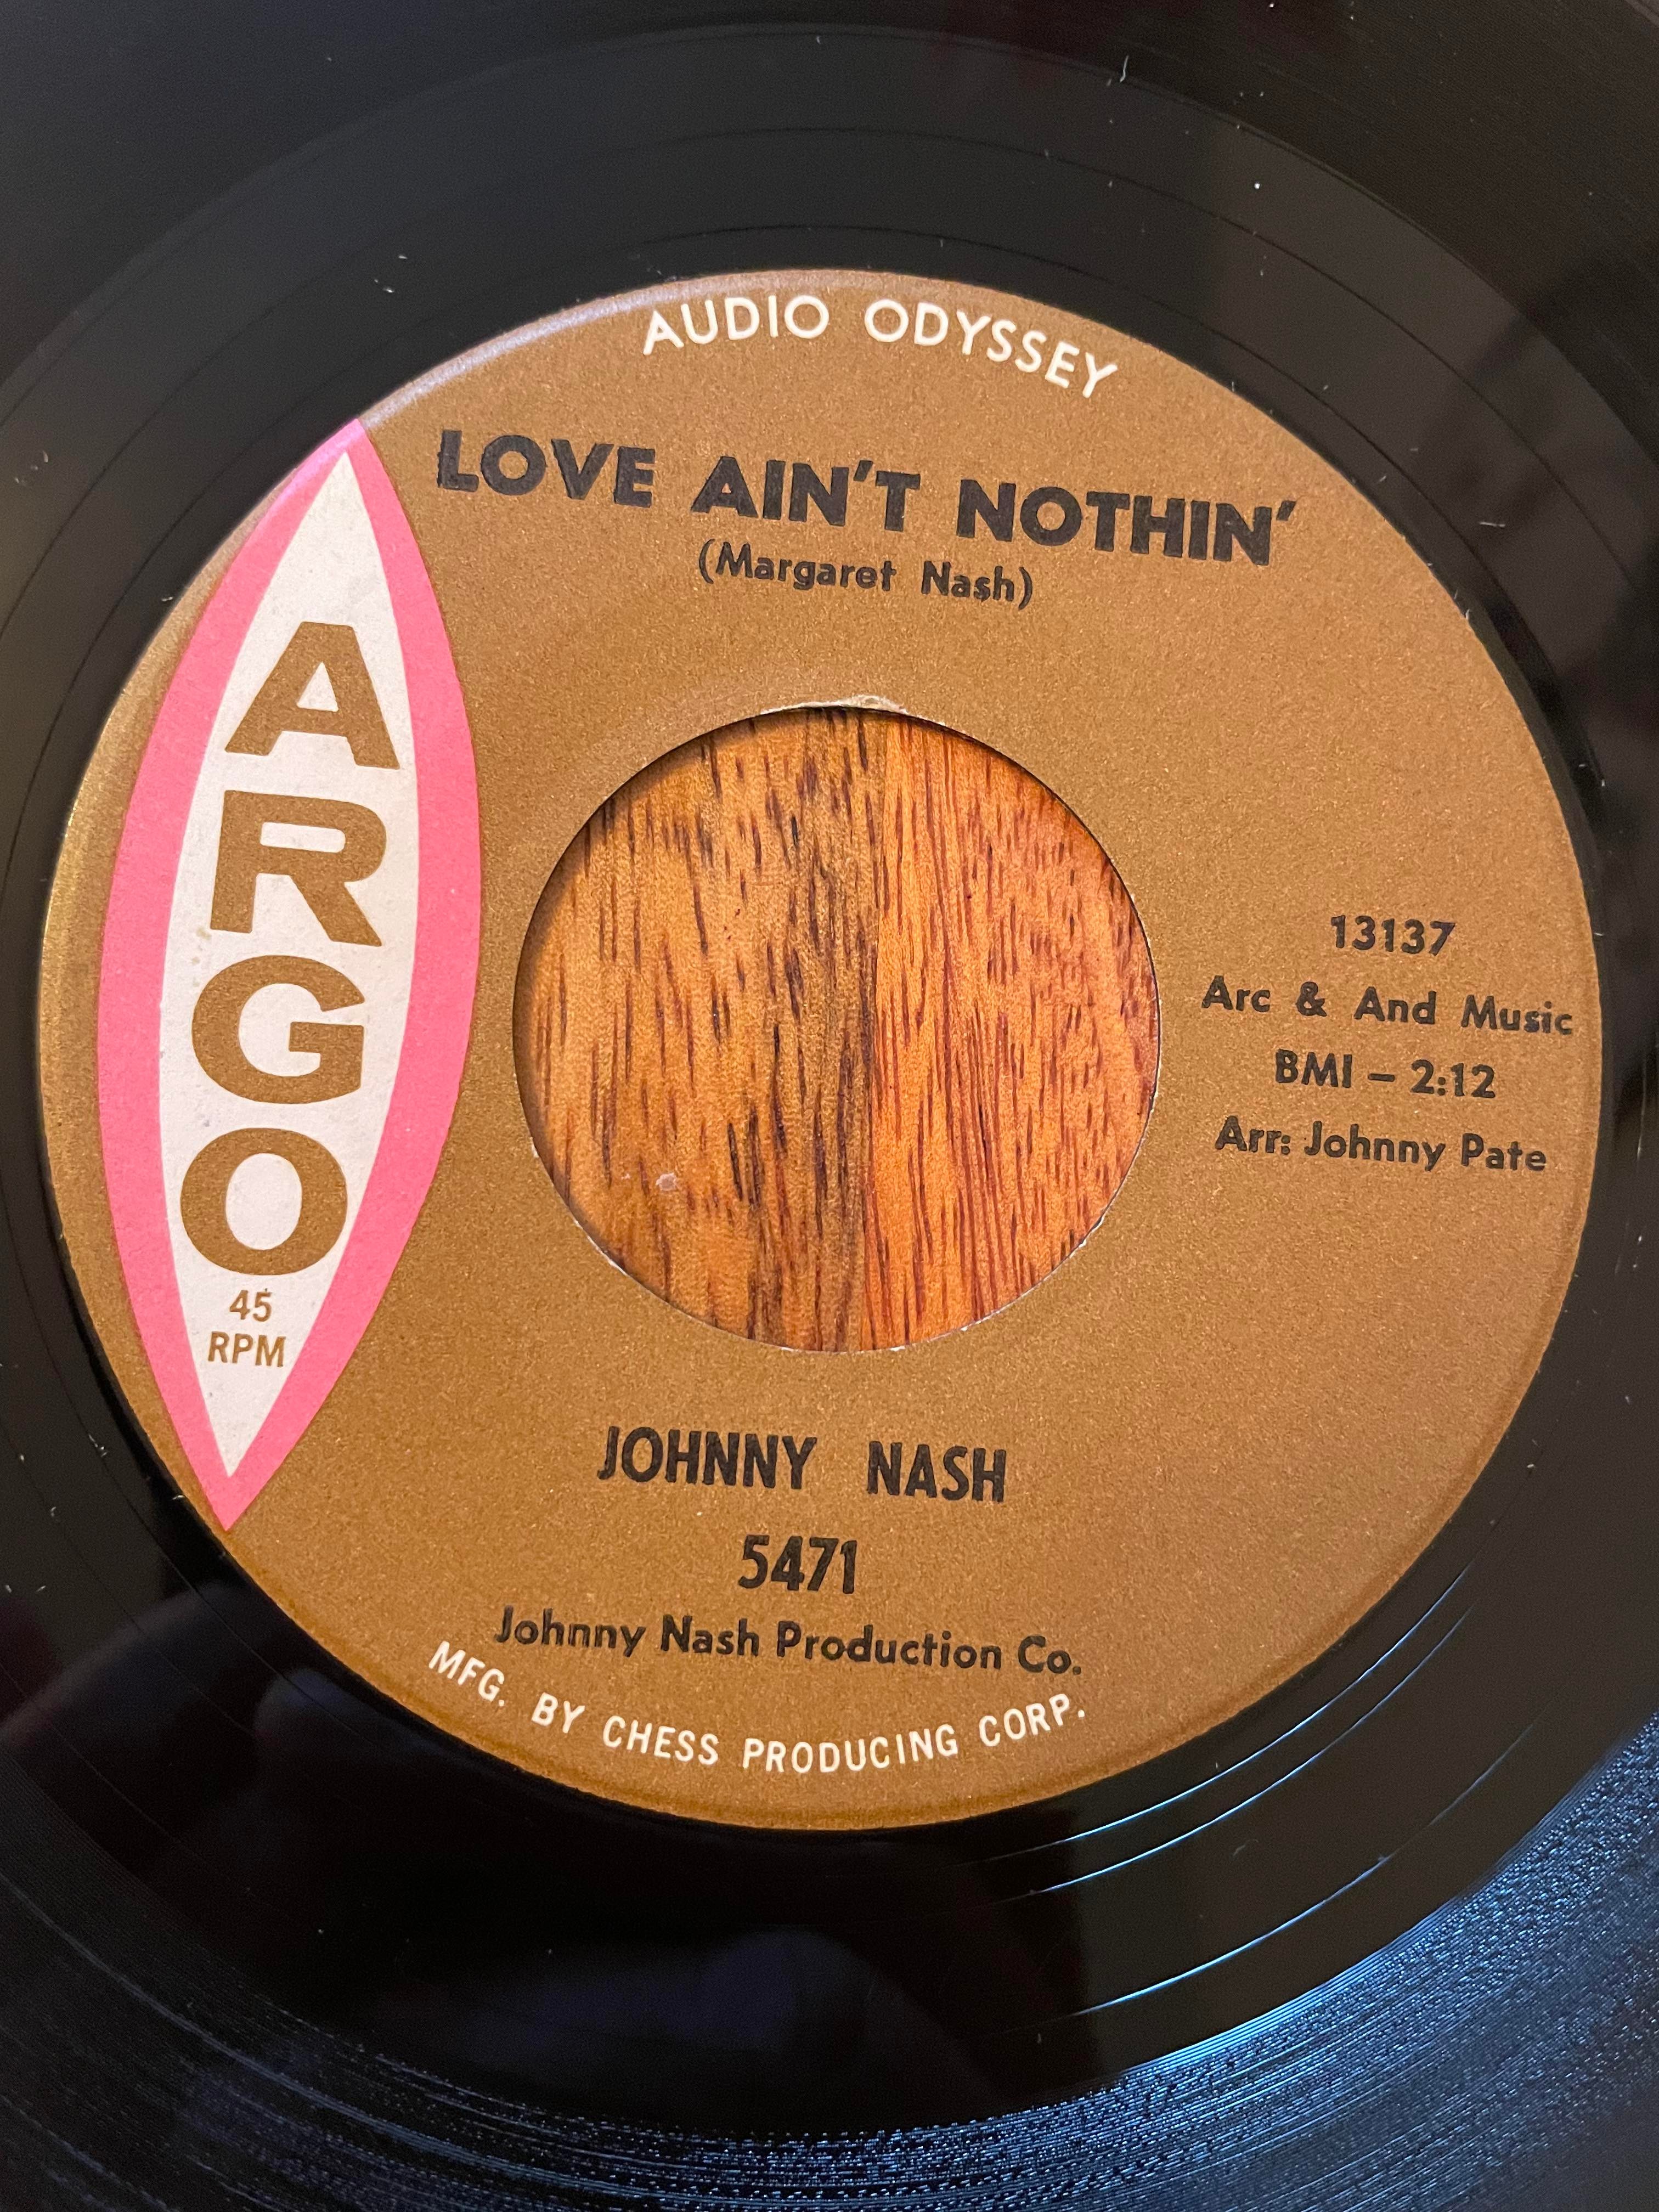 AUDIO ODYSSEY
LOVE AIN'T NOTHIN'
(Margaret Nash)
ARGO
45
RPM
13137
Arc & And Music
BMI – 2:12
Arr: Johnny Pate
JOHNNY NASH
5471
Johnny Nash Production Co.
MFG. BY CHESS PRODUCING CORP.